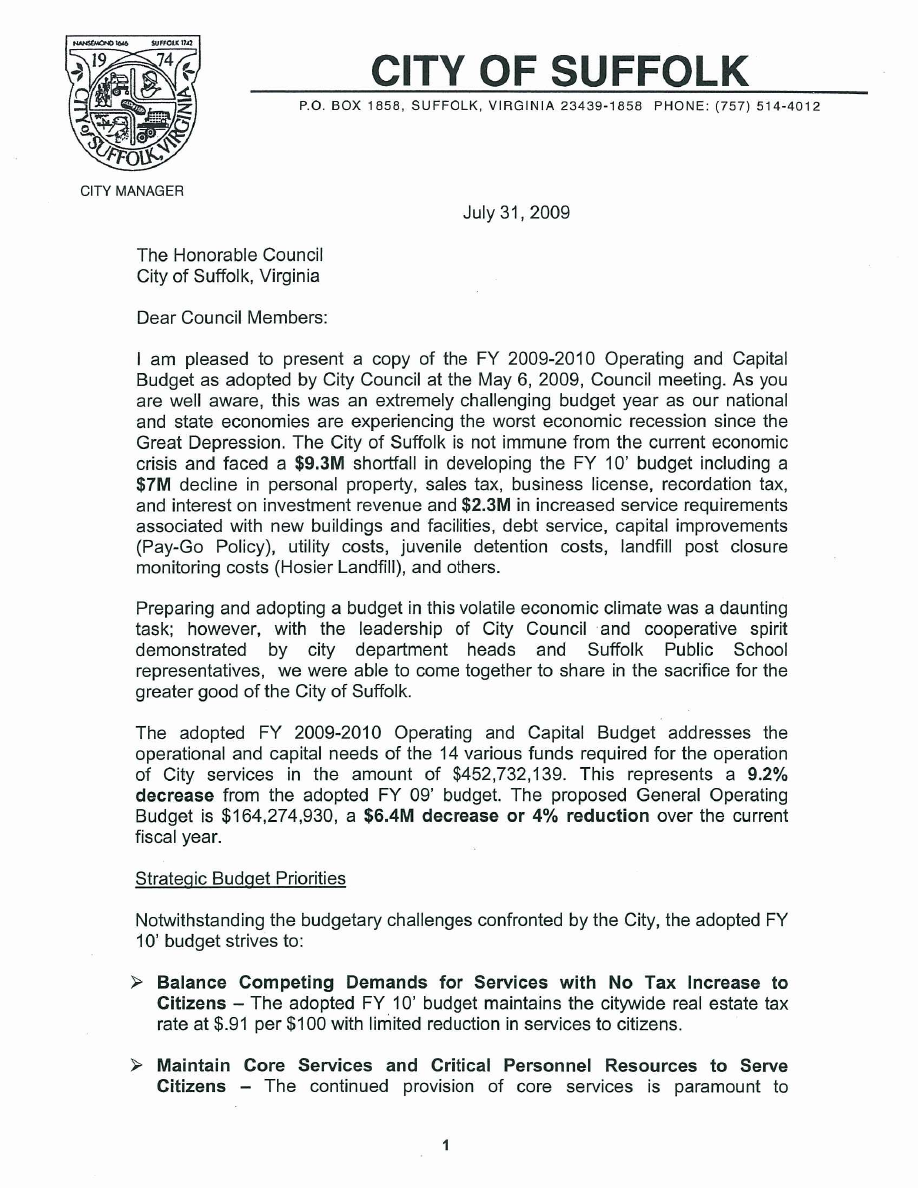 NANSEMOND 1646 SUFFOLK 1742
19 74
CITY of SUFFOLK, VIRGINIA
CITY OF SUFFOLK
P.O. BOX 1858, SUFFOLK, VIRGINIA 23439-1858 PHONE: (757) 514-4012
CITY MANAGER
July 31, 2009
The Honorable Council
City of Suffolk, Virginia
Dear Council Members:
I am pleased to present a copy of the FY 2009-2010 Operating and Capital
Budget as adopted by City Council at the May 6, 2009, Council meeting. As you
are well aware, this was an extremely challenging budget year as our national
and state economies are experiencing the worst economic recession since the
Great Depression. The City of Suffolk is not immune from the current economic
crisis and faced a $9.3M shortfall in developing the FY 10' budget including a
$7M decline in personal property, sales tax, business license, recordation tax,
and interest on investment revenue and $2.3M in increased service requirements
associated with new buildings and facilities, debt service, capital improvements
(Pay-Go Policy), utility costs, juvenile detention costs, landfill post closure
monitoring costs (Hosier Landfill), and others.
Preparing and adopting a budget in this volatile economic climate was a daunting
task; however, with the leadership of City Council and cooperative spirit
demonstrated by city department heads and Suffolk Public School
representatives, we were able to come together to share in the sacrifice for the
greater good of the City of Suffolk.
The adopted FY 2009-2010 Operating and Capital Budget addresses the
operational and capital needs of the 14 various funds required for the operation
of City services in the amount of $452,732,139. This represents a 9.2%
decrease from the adopted FY 09' budget. The proposed General Operating
Budget is $164,274,930, a $6.4M decrease or 4% reduction over the current
fiscal year.
Strategic Budget Priorities
Notwithstanding the budgetary challenges confronted by the City, the adopted FY
10' budget strives to:
➢ Balance Competing Demands for Services with No Tax Increase to
Citizens – The adopted FY 10' budget maintains the citywide real estate tax
rate at $.91 per $100 with limited reduction in services to citizens.
➢ Maintain Core Services and Critical Personnel Resources to Serve
Citizens – The continued provision of core services is paramount to
1